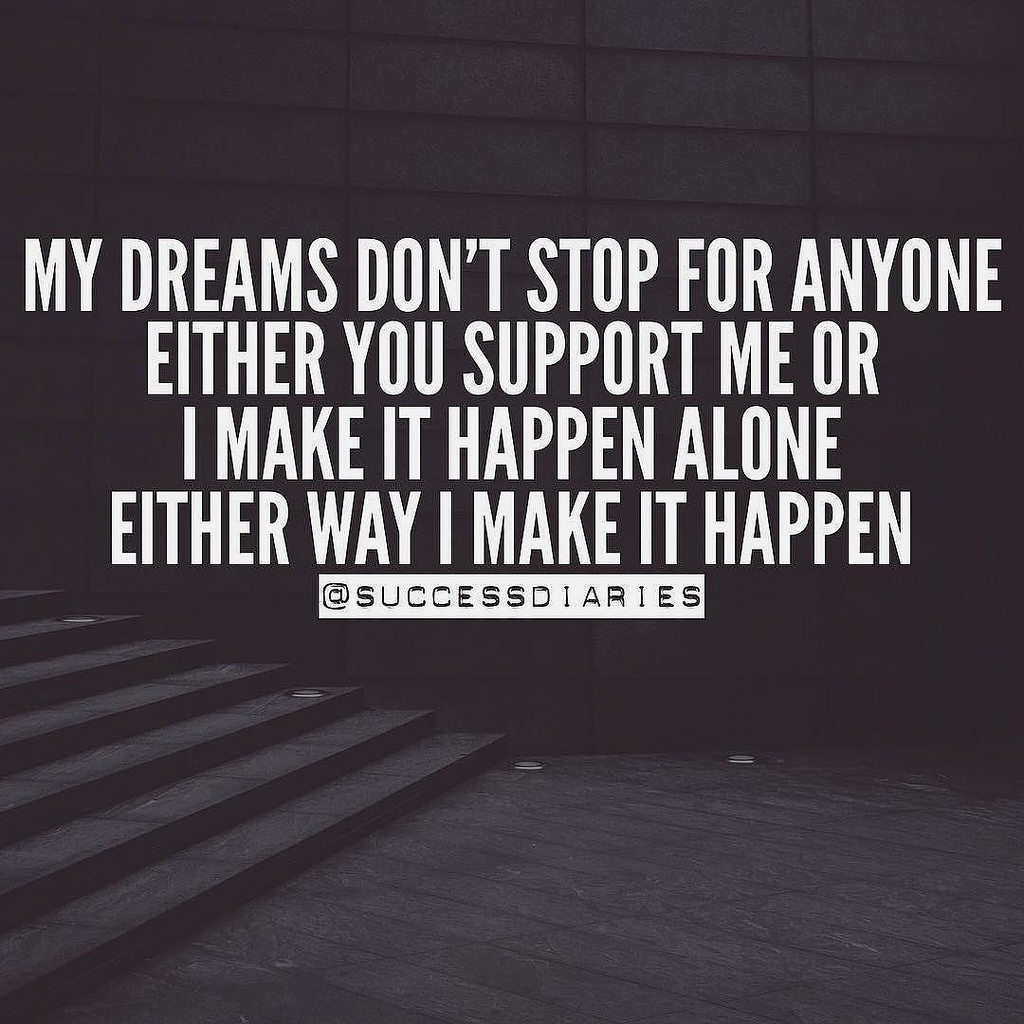 MY DREAMS DON'T STOP FOR ANYONE
EITHER YOU SUPPORT ME OR
I MAKE IT HAPPEN ALONE
EITHER WAY I MAKE IT HAPPEN
@SUCCESSDIARIES